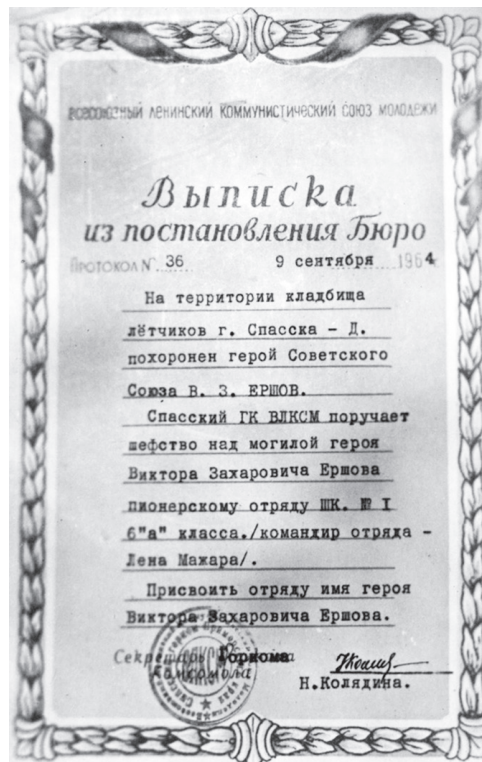 ВСЕСОЮЗНЫЙ ЛЕНИНСКИЙ КОММУНИСТИЧЕСКИЙ СОЮЗ МОЛОДЕЖИ
Выписка
из постановления Бюро
ПРОТОКОЛ №. 36 9 сентября 1964
На территории кладбища
лётчиков г. Спасска - Д.
похоронен герой Советского
Союза В. З. ЕРШОВ.
Спасский ГК ВЛКСМ поручает
шефство над могилой героя
Виктора Захаровича Ершова
пионерскому отряду ШК. № I
6"а" класса./командир отряда -
Лена Мажара/.
Присвоить отряду имя героя
Виктора Захаровича Ершова.
Секретарь Горкома
Комсомола
Н.Колядина.